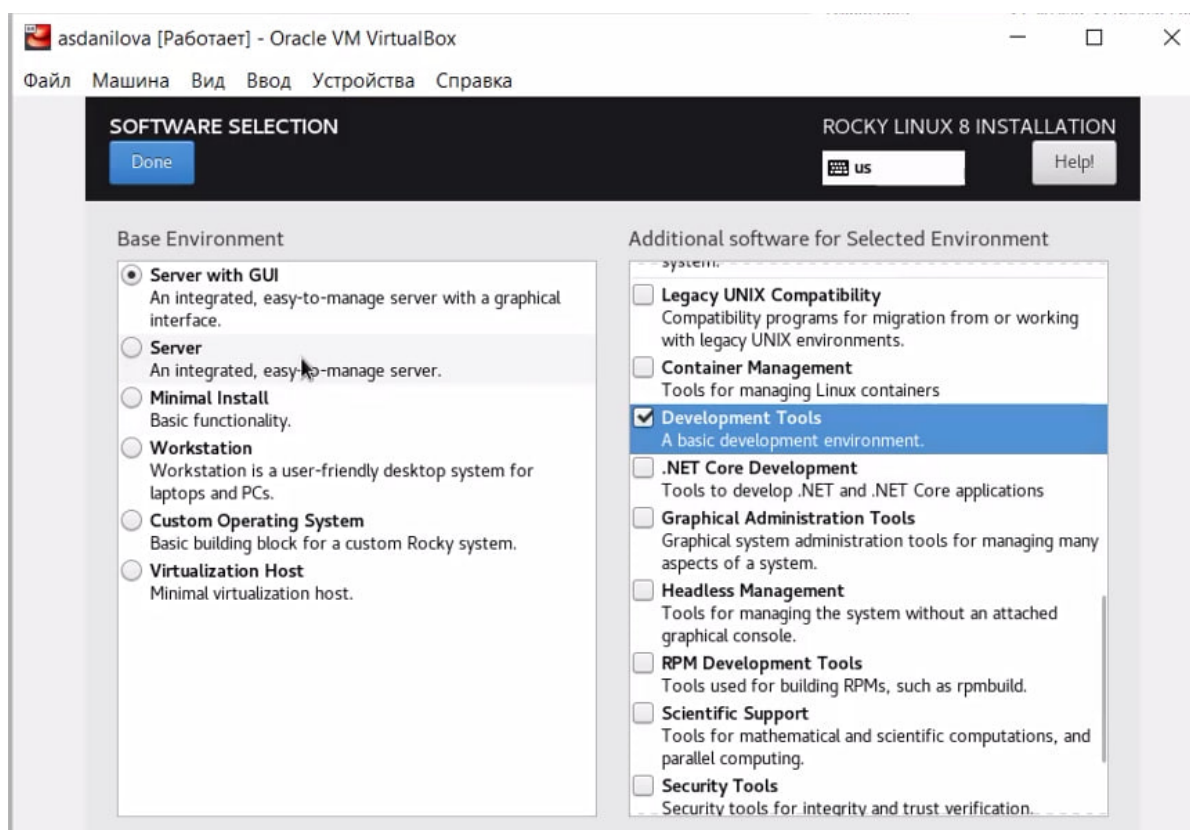 asdanilova [Работает] - Oracle VM VirtualBox
Файл Машина Вид Ввод Устройства Справка
SOFTWARE SELECTION
ROCKY LINUX 8 INSTALLATION
Done
us
Help!
Base Environment
Server with GUI
An integrated, easy-to-manage server with a graphical
interface.
Server
An integrated, easy-to-manage server.
Minimal Install
Basic functionality.
Workstation
Workstation is a user-friendly desktop system for
laptops and PCs.
Custom Operating System
Basic building block for a custom Rocky system.
Virtualization Host
Minimal virtualization host.
Additional software for Selected Environment
system.
Legacy UNIX Compatibility
Compatibility programs for migration from or working
with legacy UNIX environments.
Container Management
Tools for managing Linux containers
Development Tools
A basic development environment.
.NET Core Development
Tools to develop .NET and .NET Core applications
Graphical Administration Tools
Graphical system administration tools for managing many
aspects of a system.
Headless Management
Tools for managing the system without an attached
graphical console.
RPM Development Tools
Tools used for building RPMs, such as rpmbuild.
Scientific Support
Tools for mathematical and scientific computations, and
parallel computing.
Security Tools
Security tools for integrity and trust verification.